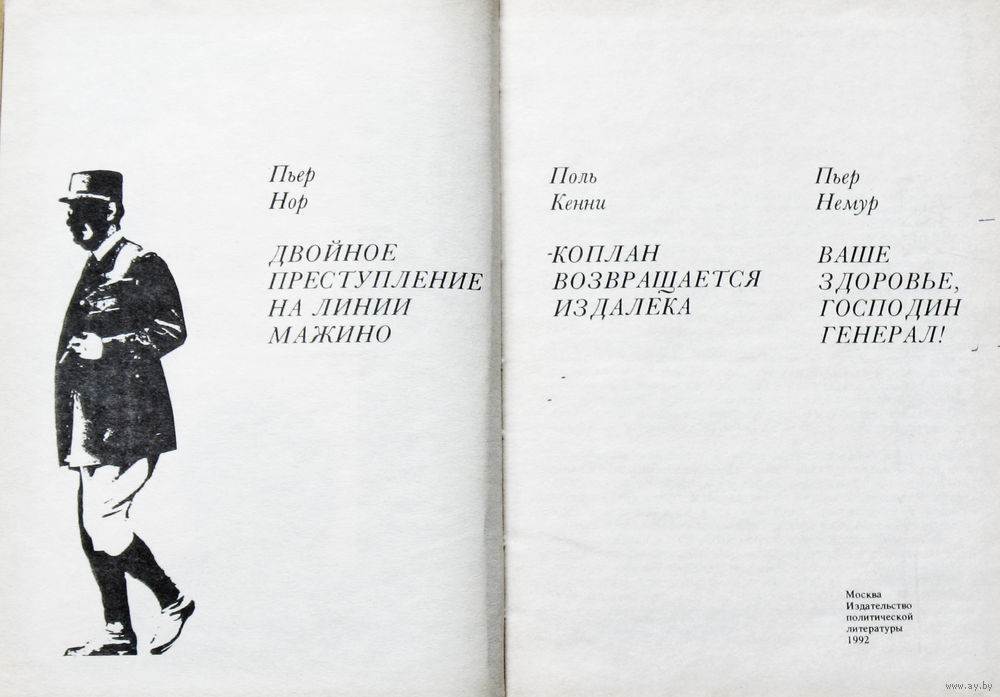 Пьер
Нор
ДВОЙНОЕ
ПРЕСТУПЛЕНИЕ
НА ЛИНИИ
МАЖИНО
Поль
Кенни
КОПЛАН
ВОЗВРАЩАЕТСЯ
ИЗДАЛЕКА
Пьер
Немур
ВАШЕ
ЗДОРОВЬЕ,
ГОСПОДИН
ГЕНЕРАЛ!
Москва
Издательство
политической
литературы
1992
www.ay.by